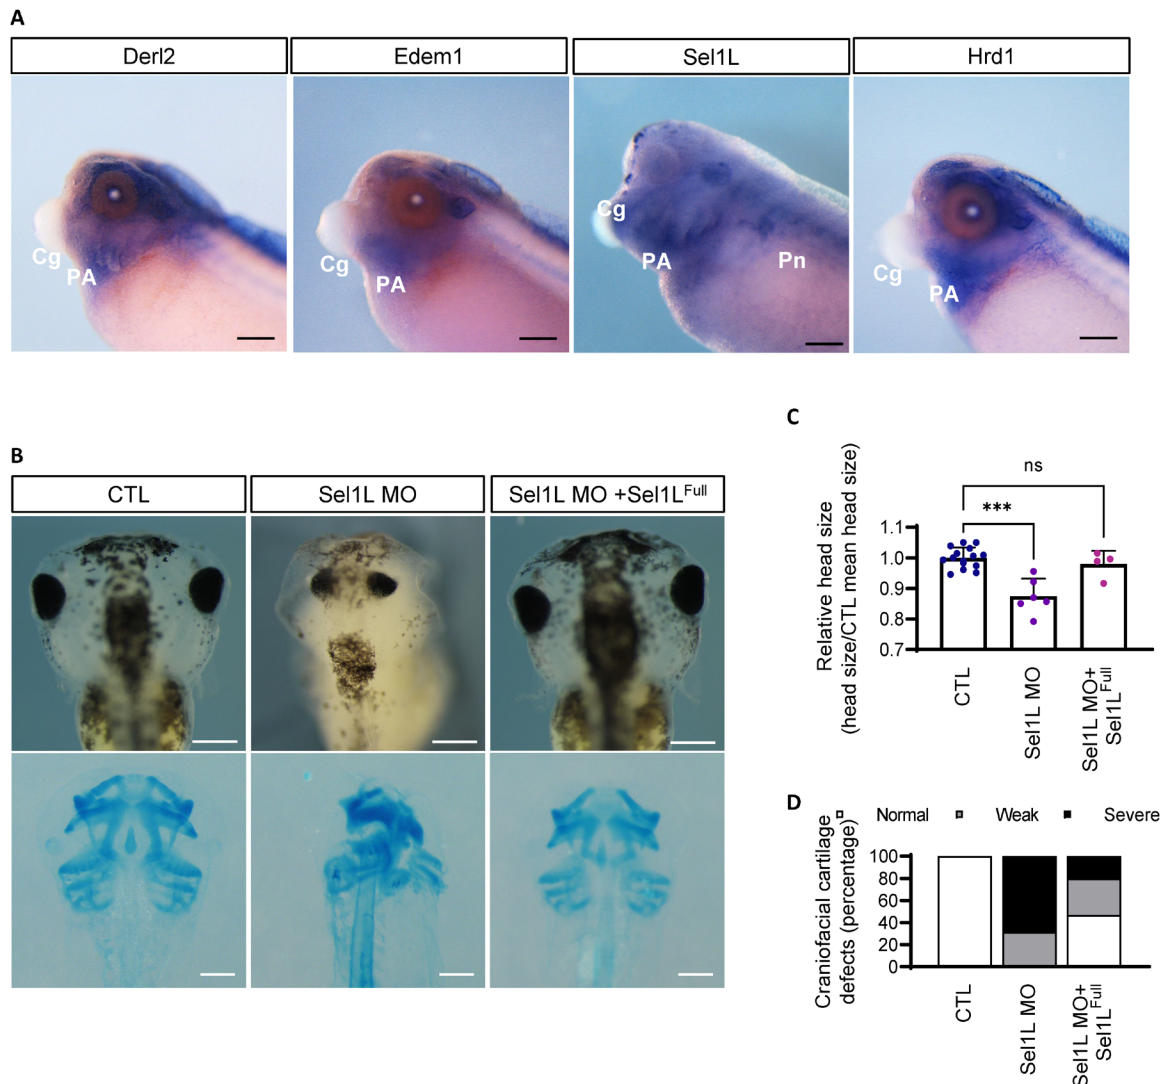 A
Derl2
Edem1
Sel1L
Hrd1
Cg
PA
Cg
PA
Cg
PA
Pn
Cg
PA
B
CTL
Sel1L MO
Sel1L MO +Sel1LFull
C
Relative head size
(head size/CTL mean head size)
ns
***
1.1
1.0
0.9
0.8
0.7
CTL
Sel1L MO
Sel1L MO+
Sel1LFull
D
Normal
Weak
Severe
Craniofacial cartilage
defects (percentage)
100
80
60
40
20
0
CTL
Sel1L MO
Sel1L MO+
Sel1LFull